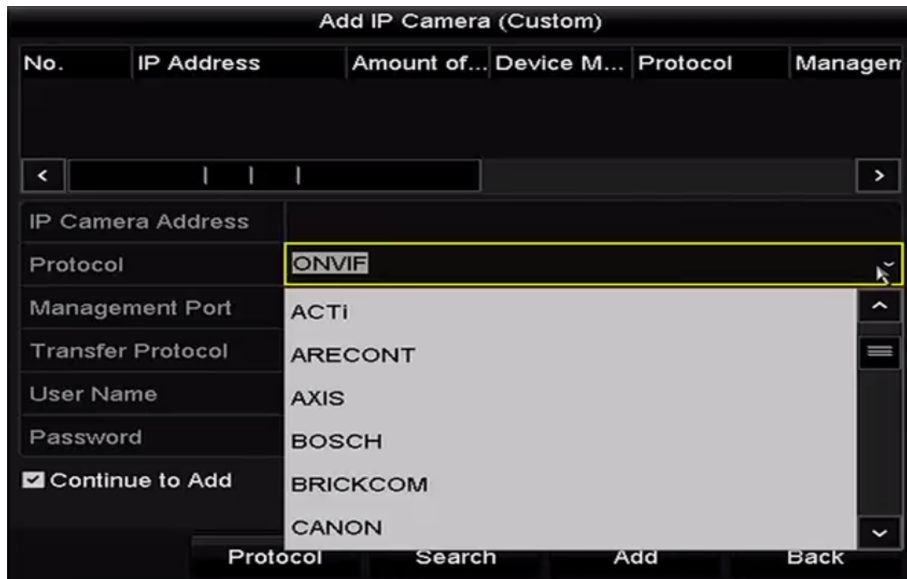 Add IP Camera (Custom)
No. IP Address Amount of... Device M... Protocol Managem
IP Camera Address
Protocol ONVIF
Management Port ACTi
Transfer Protocol ARECONT
User Name AXIS
Password BOSCH
Continue to Add BRICKCOM
CANON
Protocol Search Add Back